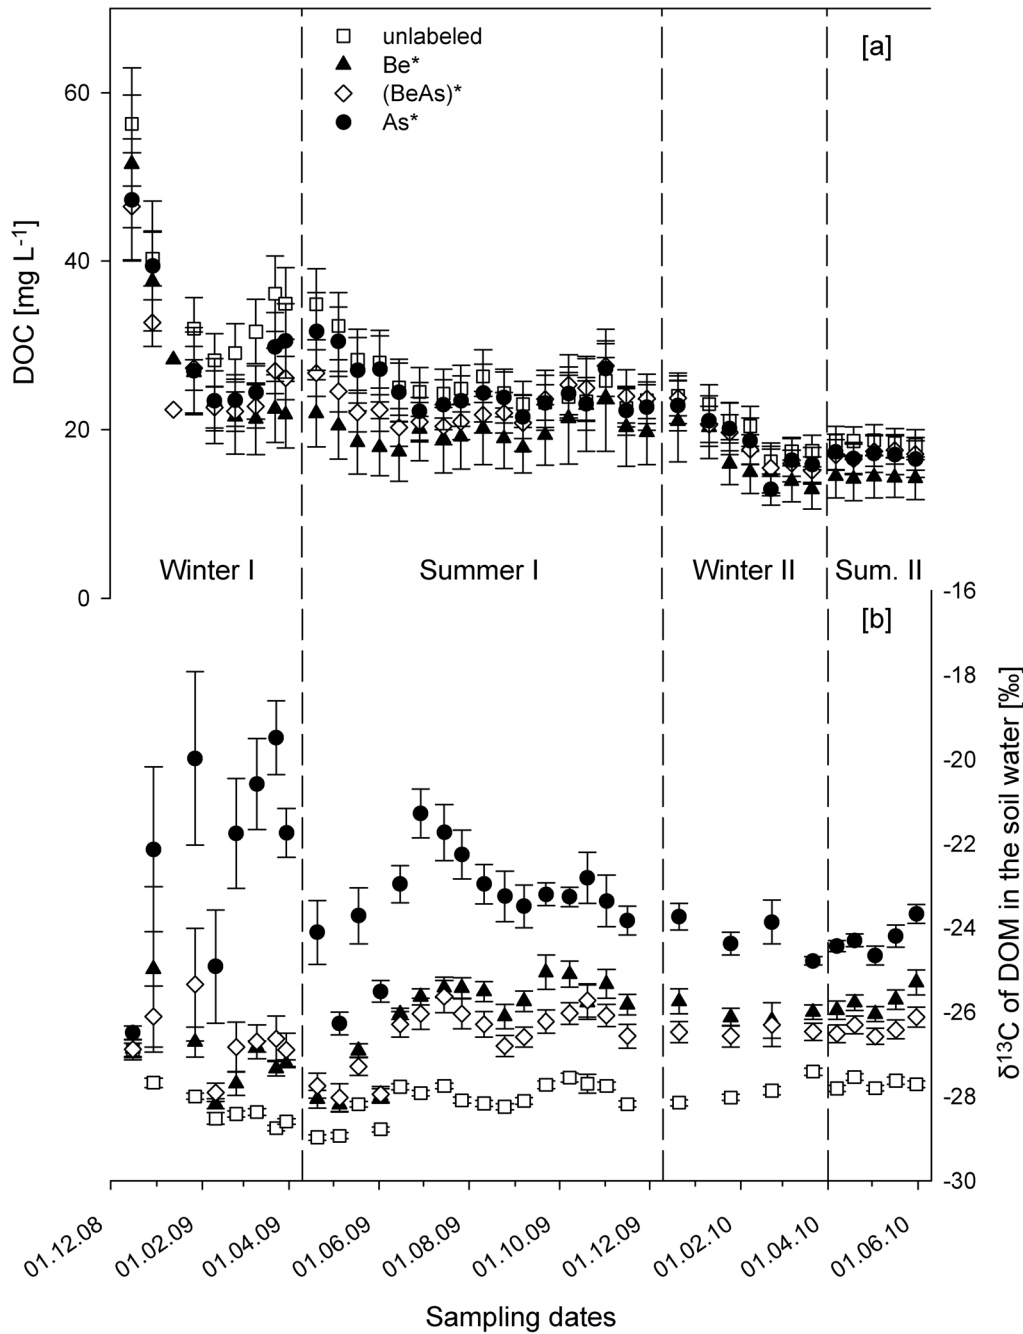 [a]
unlabeled
Be*
(BeAs)*
As*
60
40
20
0
DOC [mg L-1]
Winter I
Summer I
Winter II
Sum. II
[b]
-16
-18
-20
-22
-24
-26
-28
-30
δ13C of DOM in the soil water [‰]
01.12.08
01.02.09
01.04.09
01.06.09
01.08.09
01.10.09
01.12.09
01.02.10
01.04.10
01.06.10
Sampling dates